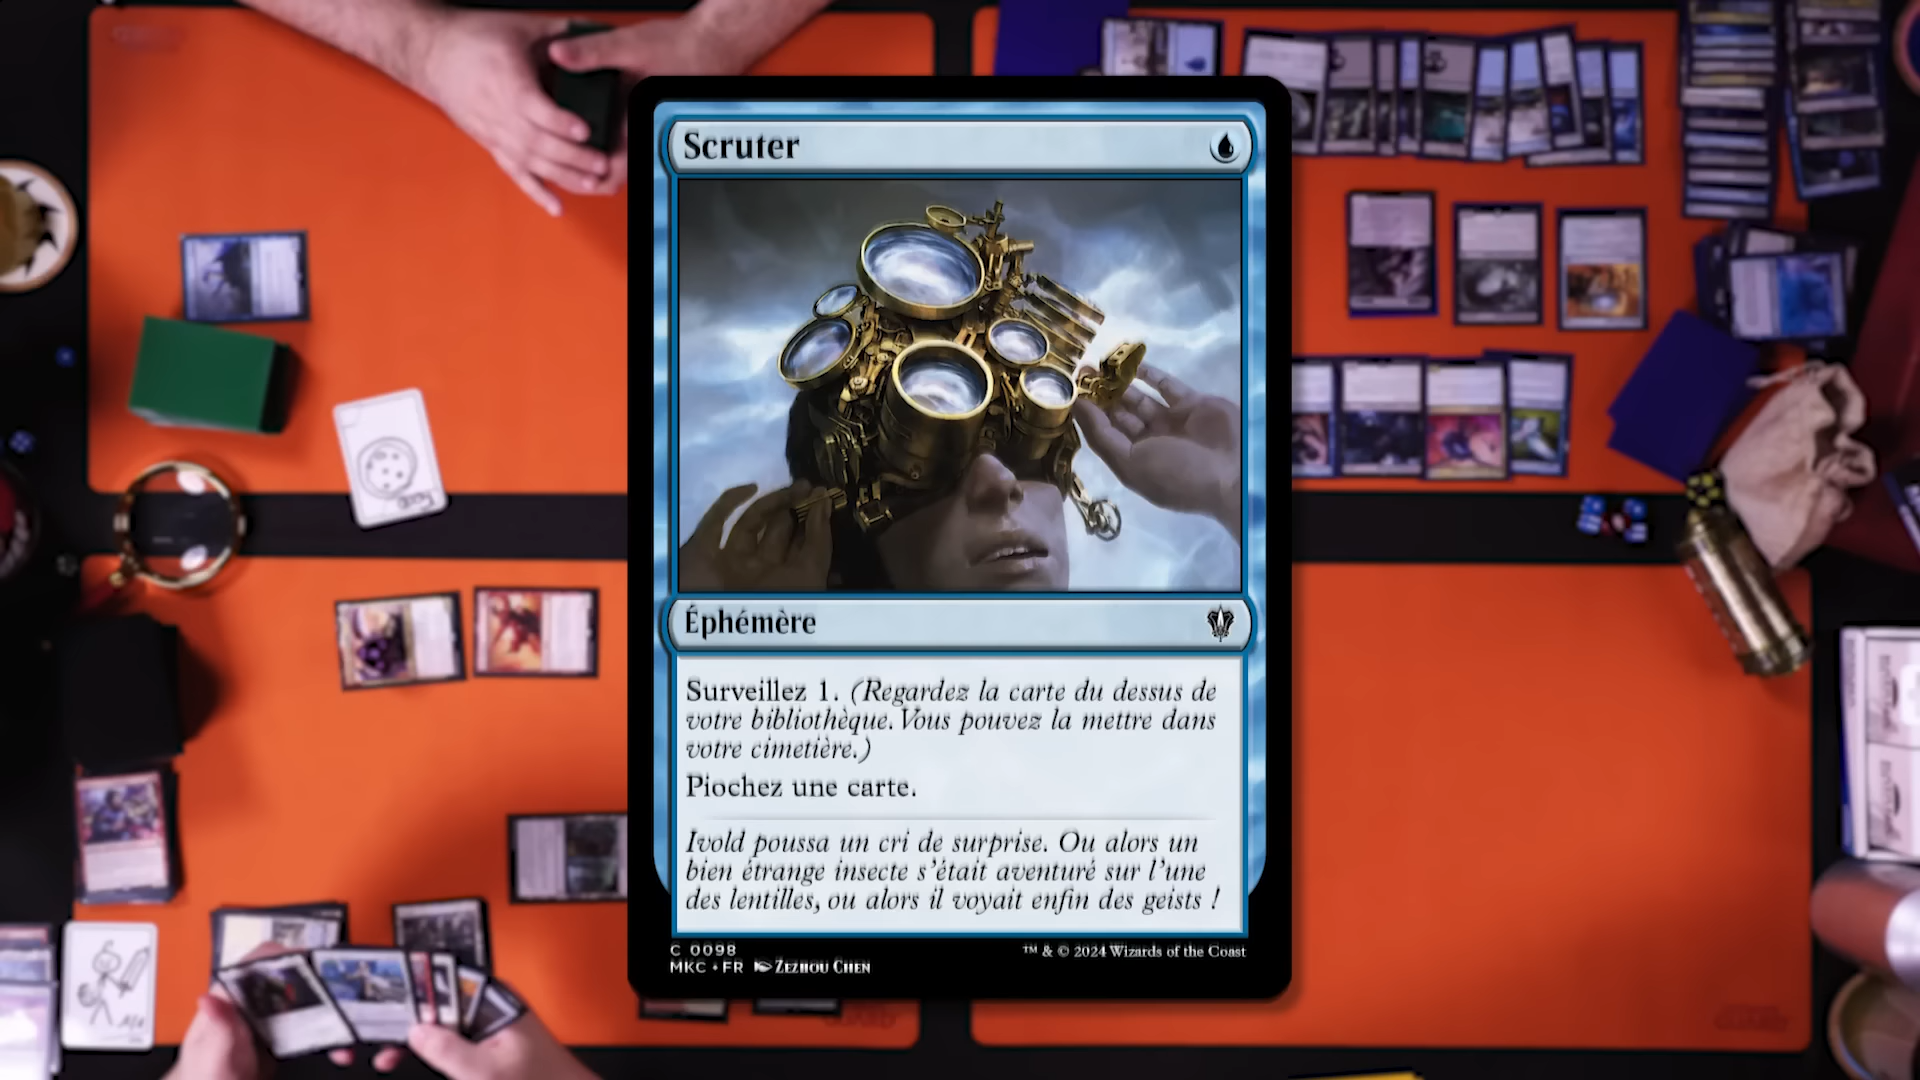 Scruter
Éphémère
Surveillez 1. (Regardez la carte du dessus de
votre bibliothèque. Vous pouvez la mettre dans
votre cimetière.)
Piochez une carte.
Ivold poussa un cri de surprise. Ou alors un
bien étrange insecte s'était aventuré sur l'une
des lentilles, ou alors il voyait enfin des geists !
C 0098
MKC • FR ZEZHOU CHEN
™ & © 2024 Wizards of the Coast